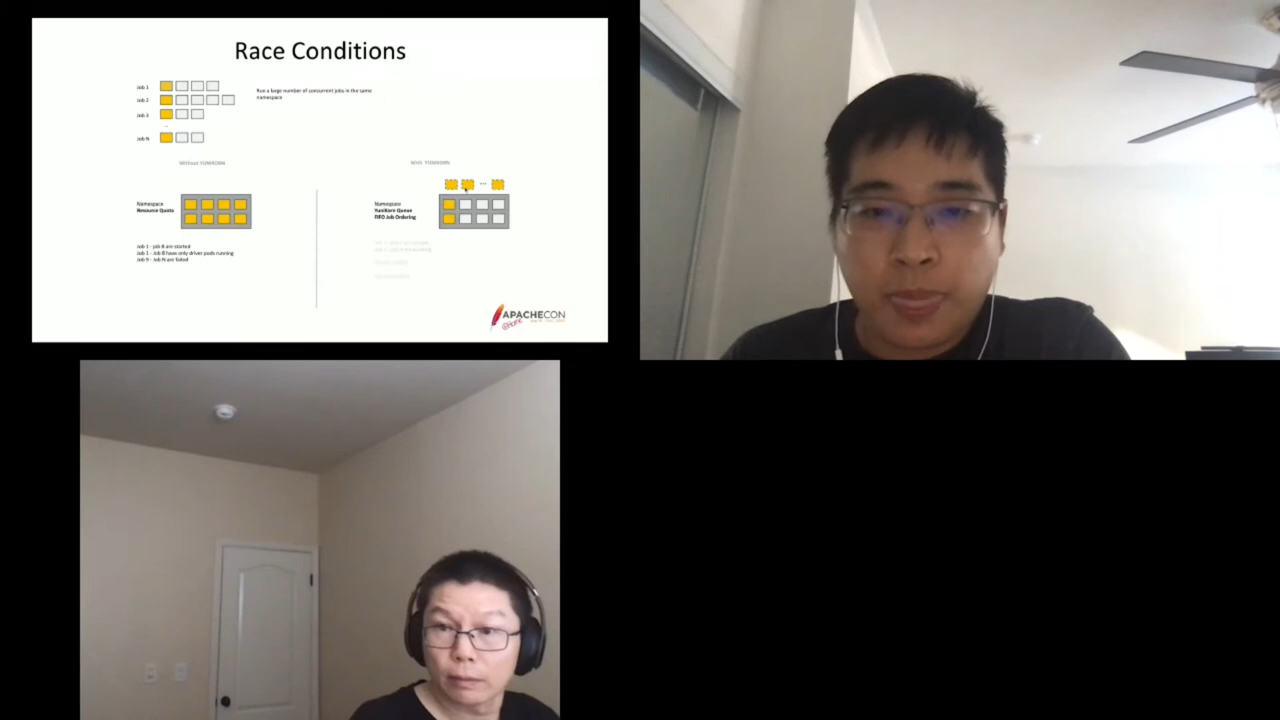 Race Conditions
Job 1
Job 2
Job 3
...
Job N
Run a large number of concurrent jobs in the same
namespace
Without YUNIKORN
With YUNIKORN
...
Namespace
Resource Quota
Namespace
YuniKorn Queue
FIFO Job Ordering
Job 1 - job 8 are started
Job 1 - Job 8 have only driver pods running
Job 9 - Job N are failed
APACHECON
@HOME